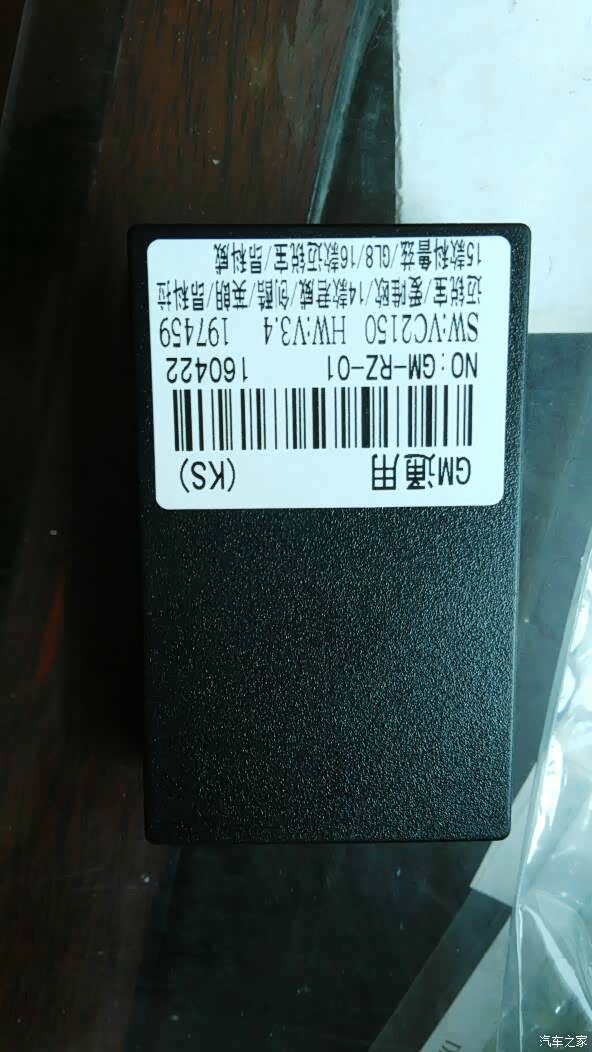 GM通用 (KS)
NO:GM-RZ-01 160422
SW:VC2150 HW:V3.4 197459
迈锐宝/爱唯欧/14款君威/创酷/英朗/昂科拉
15款科鲁兹/GL8/16款迈锐宝/昂科威
汽车之家